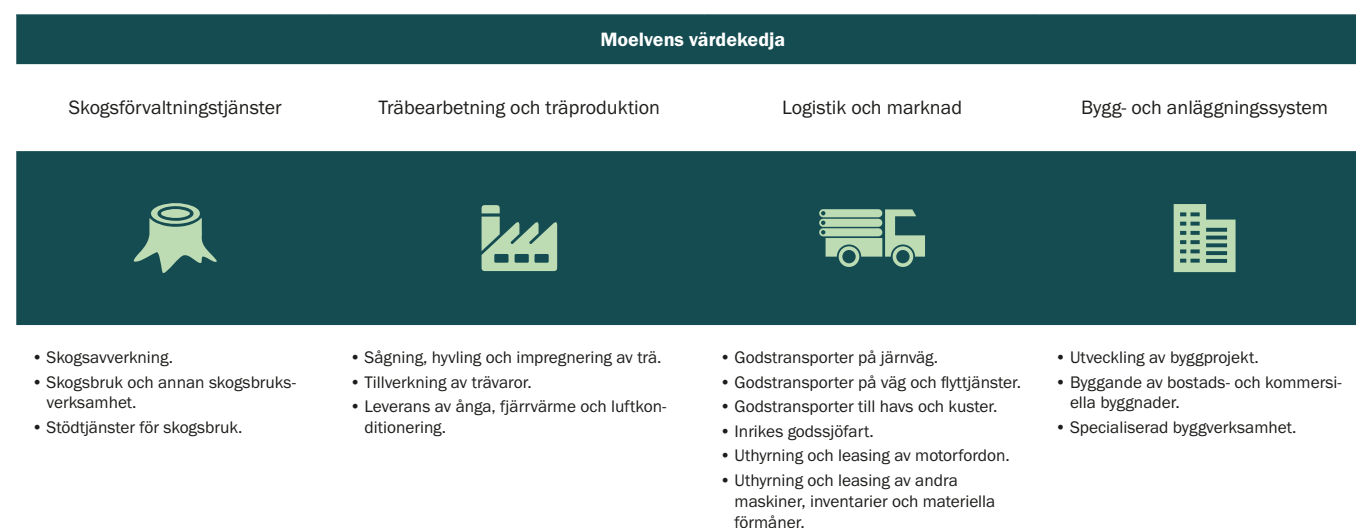 Moelvens värdekedja
Skogsförvaltningstjänster
Träbearbetning och träproduktion
Logistik och marknad
Bygg- och anläggningssystem
• Skogsavverkning.
• Skogsbruk och annan skogsbruks-
verksamhet.
• Stödtjänster för skogsbruk.
• Sågning, hyvling och impregnering av trä.
• Tillverkning av trävaror.
• Leverans av ånga, fjärrvärme och luftkon-
ditionering.
• Godstransporter på järnväg.
• Godstransporter på väg och flyttjänster.
• Godstransporter till havs och kuster.
• Inrikes godssjöfart.
• Uthyrning och leasing av motorfordon.
• Uthyrning och leasing av andra
maskiner, inventarier och materiella
förmåner.
• Utveckling av byggprojekt.
• Byggande av bostads- och kommersi-
ella byggnader.
• Specialiserad byggverksamhet.